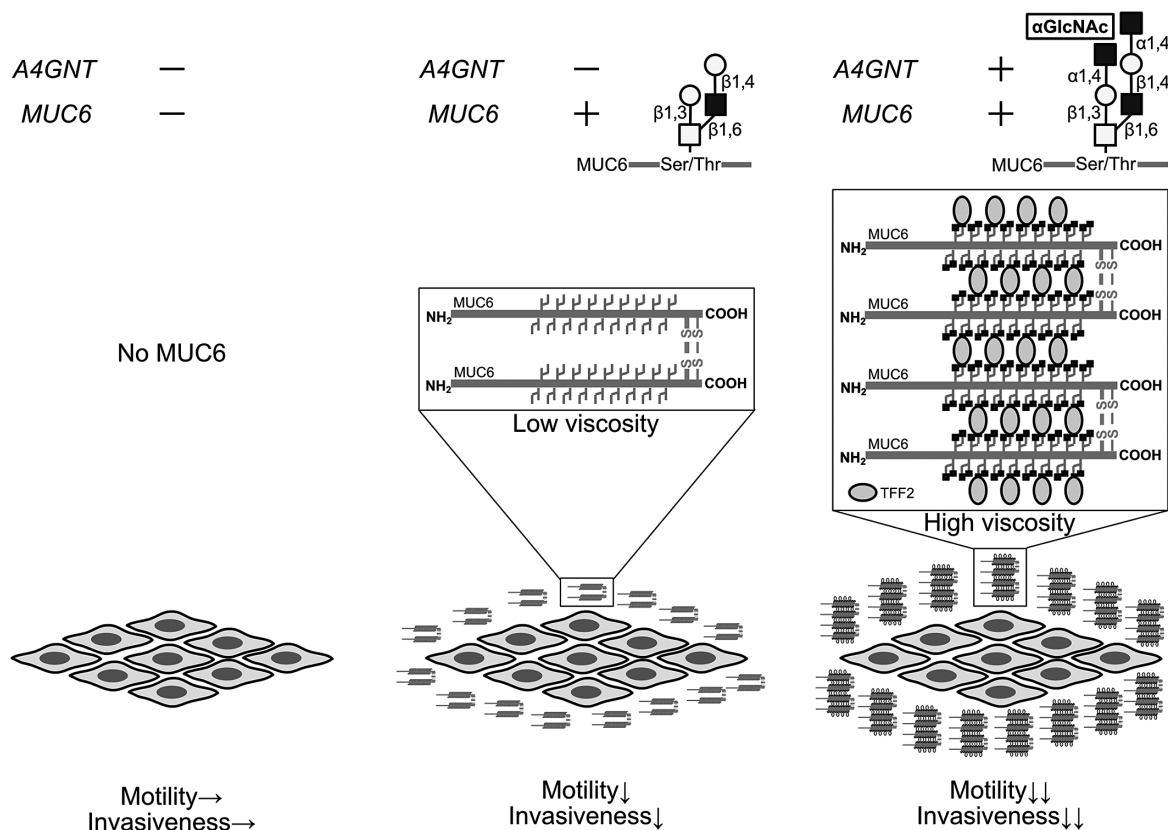 A4GNT —
MUC6 —
No MUC6
Motility→
Invasiveness→
A4GNT —
MUC6 +
β1,4
β1,3
β1,6
MUC6 Ser/Thr
NH2 MUC6 COOH
S S
S S
NH2 MUC6 COOH
Low viscosity
Motility↓
Invasiveness↓
αGlcNAc
A4GNT +
MUC6 +
α1,4
α1,4
β1,4
β1,3
β1,6
MUC6 Ser/Thr
NH2 MUC6 COOH
S S
S S
NH2 MUC6 COOH
NH2 MUC6 COOH
S S
S S
NH2 MUC6 COOH
TFF2
High viscosity
Motility↓↓
Invasiveness↓↓